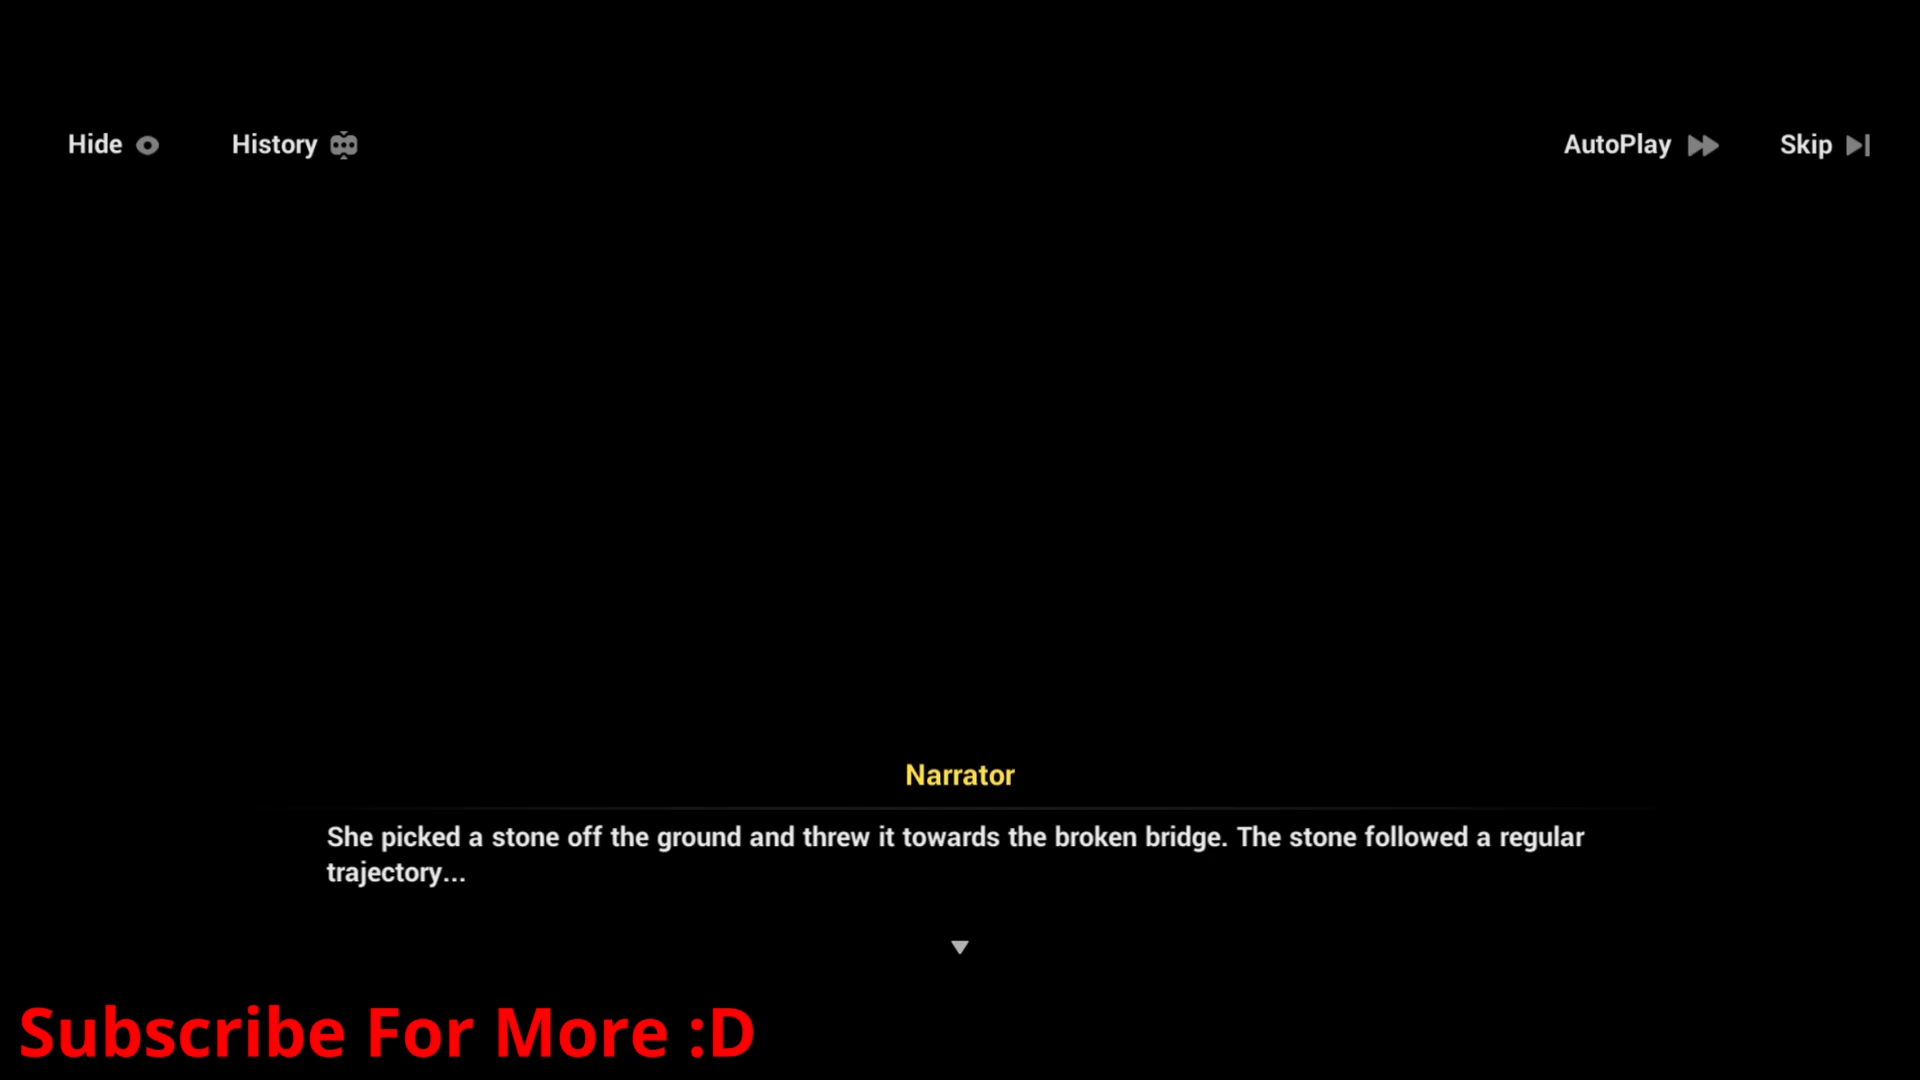 Hide
History
AutoPlay
Skip
Narrator
She picked a stone off the ground and threw it towards the broken bridge. The stone followed a regular
trajectory...
Subscribe For More :D